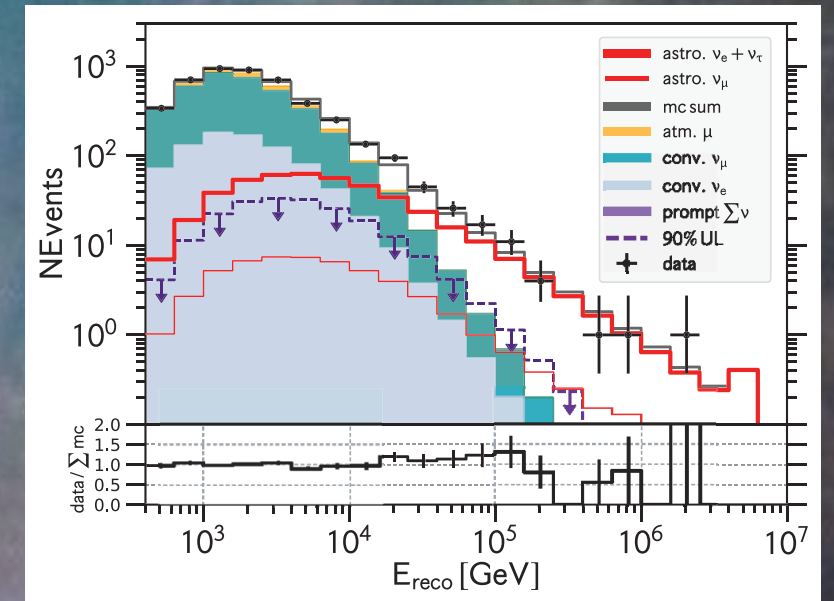 10³
10²
10¹
10⁰
NEvents
astro. νₑ + ντ
astro. νμ
mc sum
atm. μ
conv. νμ
conv. νₑ
prompt ∑ν
90% UL
data
2.0
1.5
1.0
0.5
0.0
data/∑mc
10³ 10⁴ 10⁵ 10⁶ 10⁷
E_reco [GeV]